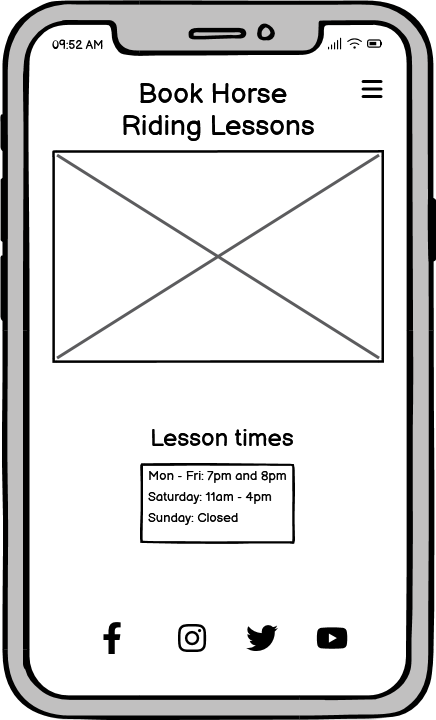 09:52 AM
Book Horse
Riding Lessons
Lesson times
Mon - Fri: 7pm and 8pm
Saturday: 11am - 4pm
Sunday: Closed